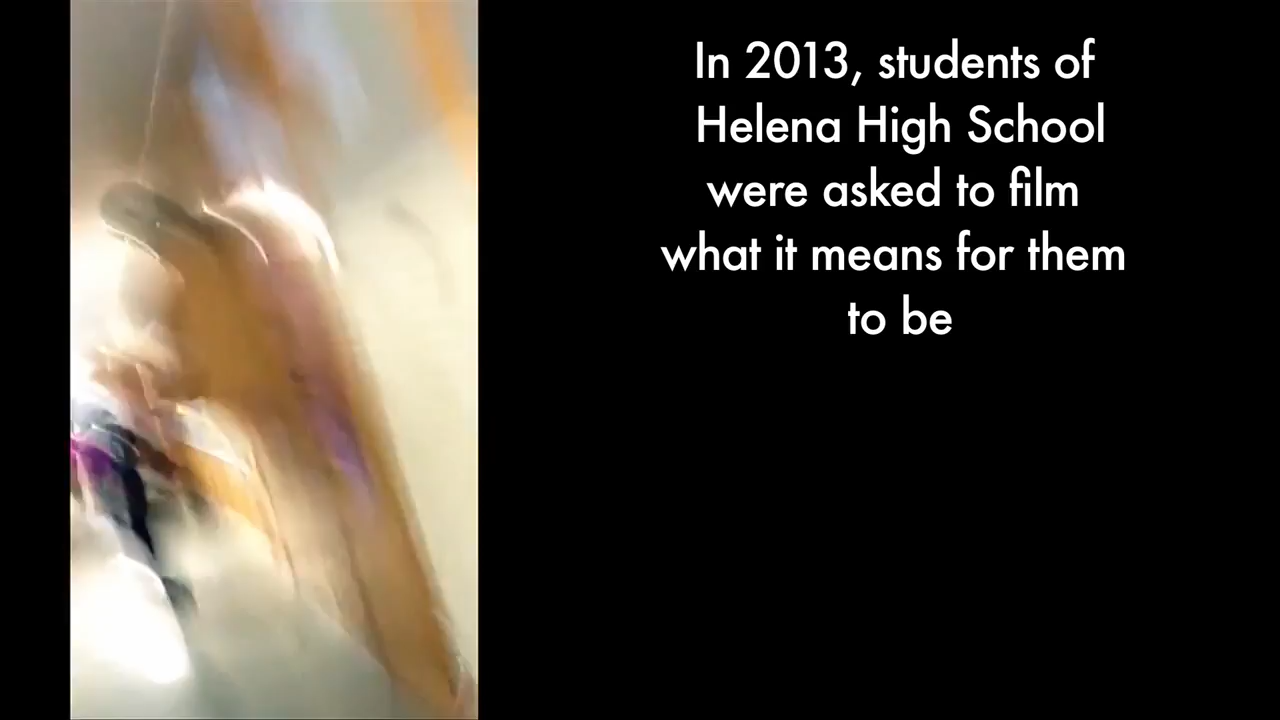 In 2013, students of
Helena High School
were asked to film
what it means for them
to be